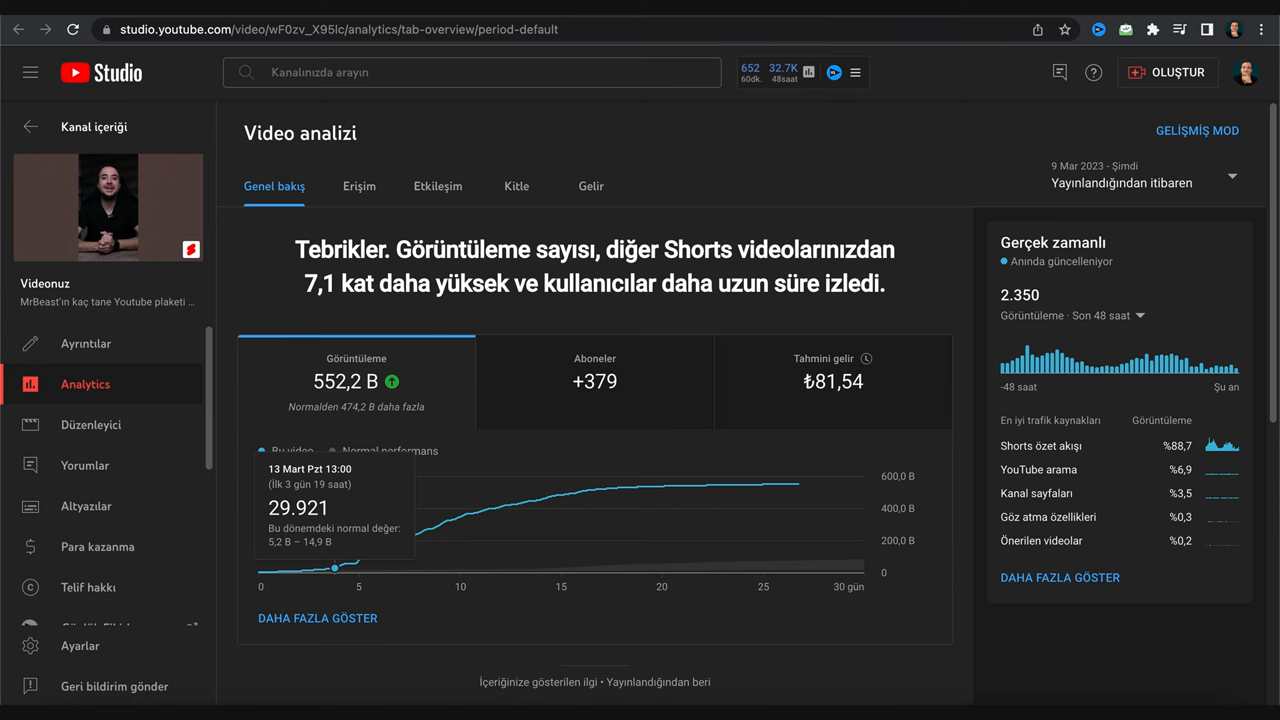 studio.youtube.com/video/wF0zv_X95lc/analytics/tab-overview/period-default
Studio
Kanalınızda arayın
652 60dk.
32.7K 48saat
OLUŞTUR
Kanal içeriği
Videonuz
MrBeast'ın kaç tane Youtube plaketi ...
Ayrıntılar
Analytics
Düzenleyici
Yorumlar
Altyazılar
Para kazanma
Telif hakkı
Ayarlar
Geri bildirim gönder
Video analizi
GELİŞMİŞ MOD
Genel bakış
Erişim
Etkileşim
Kitle
Gelir
9 Mar 2023 - Şimdi
Yayınlandığından itibaren
Tebrikler. Görüntüleme sayısı, diğer Shorts videolarınızdan
7,1 kat daha yüksek ve kullanıcılar daha uzun süre izledi.
Görüntüleme
552,2 B
Normalden 474,2 B daha fazla
Aboneler
+379
Tahmini gelir
₺81,54
Bu video
Normal performans
13 Mart Pzt 13:00
(İlk 3 gün 19 saat)
29.921
Bu dönemdeki normal değer:
5,2 B – 14,9 B
600,0 B
400,0 B
200,0 B
0
0 5 10 15 20 25 30 gün
DAHA FAZLA GÖSTER
İçeriğinize gösterilen ilgi • Yayınlandığından beri
Gerçek zamanlı
Anında güncelleniyor
2.350
Görüntüleme · Son 48 saat
-48 saat
Şu an
En iyi trafik kaynakları Görüntüleme
Shorts özet akışı %88,7
YouTube arama %6,9
Kanal sayfaları %3,5
Göz atma özellikleri %0,3
Önerilen videolar %0,2
DAHA FAZLA GÖSTER